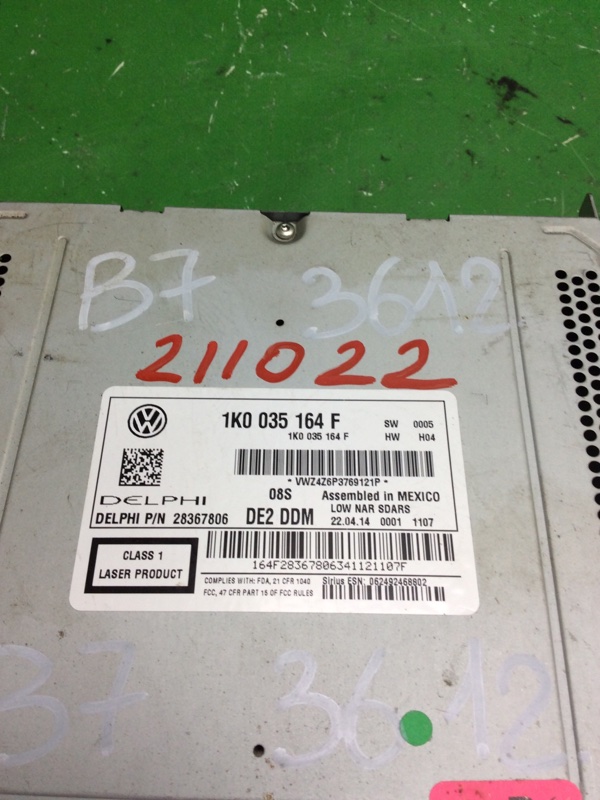 B7 3612
211022
VW
1K0 035 164 F SW 0005
1K0 035 164 F HW H04
* VWZ4Z6P3769121P *
DELPHI 08S Assembled in MEXICO
LOW NAR SDARS
DELPHI P/N 28367806 DE2 DDM 22.04.14 0001 1107
CLASS 1
LASER PRODUCT
164F28367806341121107F
COMPLIES WITH: FDA, 21 CFR 1040
FCC, 47 CFR PART 15 OF FCC RULES
Sirius ESN: 062492468802
B7 36.12